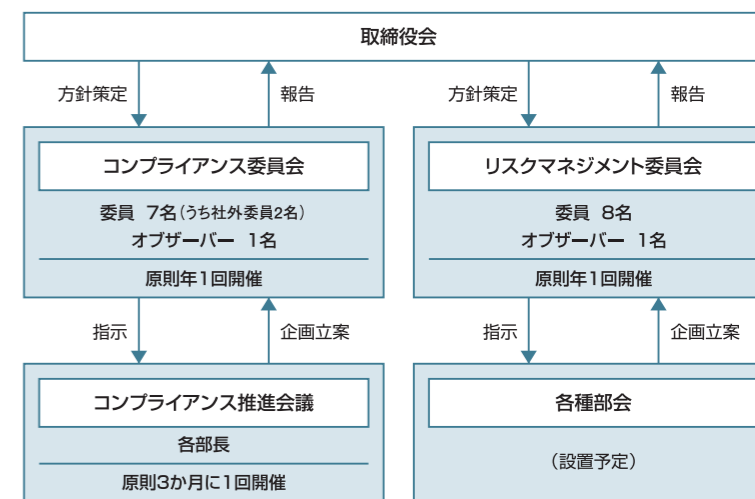 取締役会
方針策定
報告
方針策定
報告
コンプライアンス委員会
委員 7名(うち社外委員2名)
オブザーバー 1名
原則年1回開催
リスクマネジメント委員会
委員 8名
オブザーバー 1名
原則年1回開催
指示
企画立案
指示
企画立案
コンプライアンス推進会議
各部長
原則3か月に1回開催
各種部会
(設置予定)